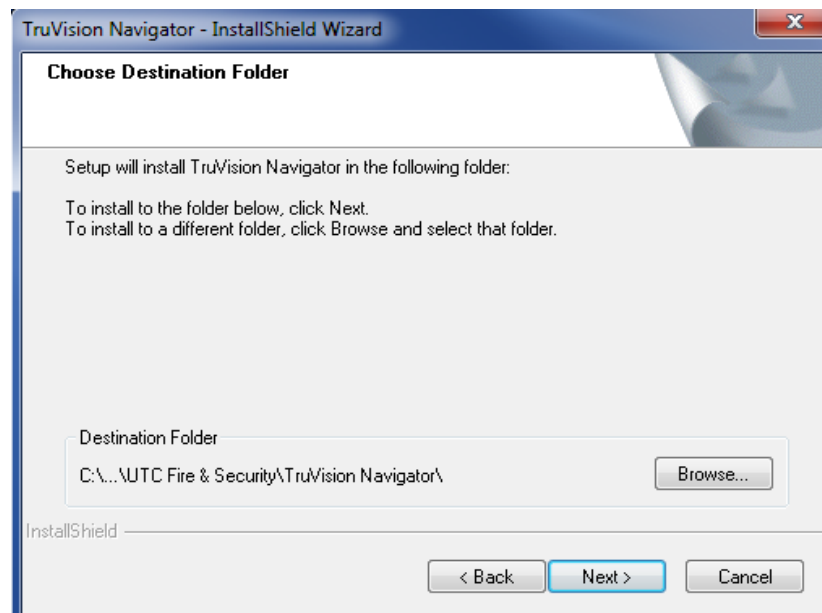 TruVision Navigator - InstallShield Wizard
Choose Destination Folder
Setup will install TruVision Navigator in the following folder:
To install to the folder below, click Next.
To install to a different folder, click Browse and select that folder.
Destination Folder
C:\...\UTC Fire & Security\TruVision Navigator\
Browse...
InstallShield
< Back
Next >
Cancel